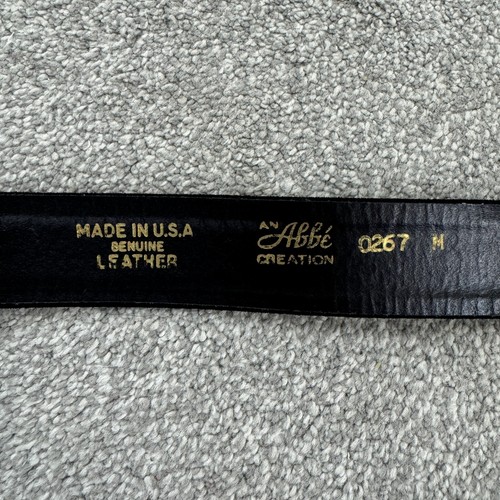 MADE IN U.S.A
GENUINE
LEATHER
AN
Abbé
CREATION
0267 M